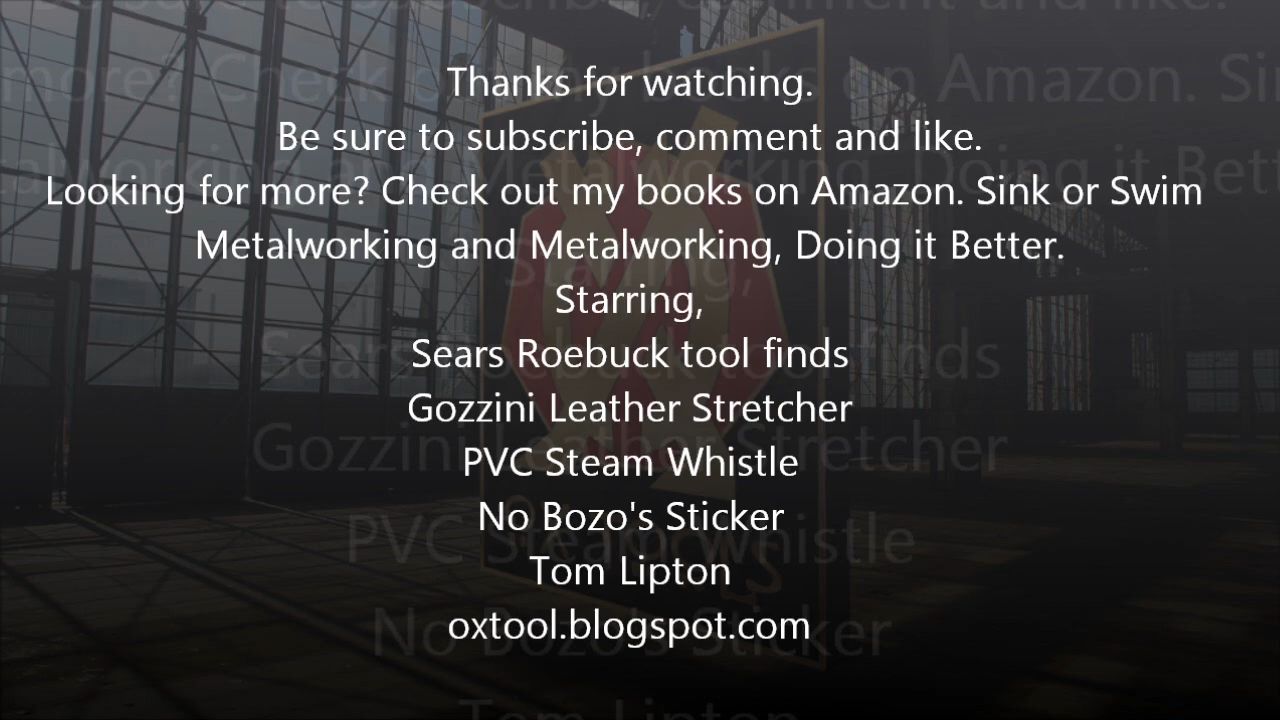 Thanks for watching.
Be sure to subscribe, comment and like.
Looking for more? Check out my books on Amazon. Sink or Swim
Metalworking and Metalworking, Doing it Better.
Starring,
Sears Roebuck tool finds
Gozzini Leather Stretcher
PVC Steam Whistle
No Bozo's Sticker
Tom Lipton
oxtool.blogspot.com